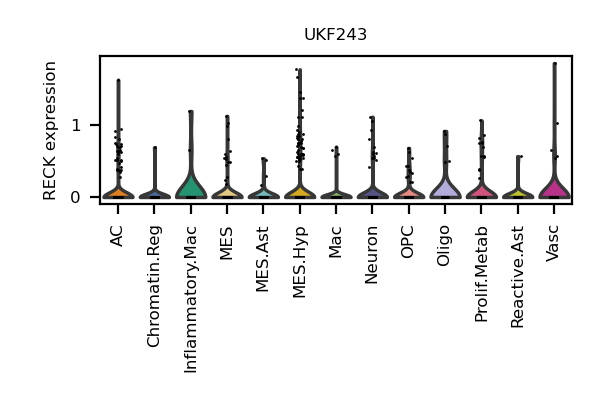 UKF243
RECK expression
1
0
AC
Chromatin.Reg
Inflammatory.Mac
MES
MES.Ast
MES.Hyp
Mac
Neuron
OPC
Oligo
Prolif.Metab
Reactive.Ast
Vasc